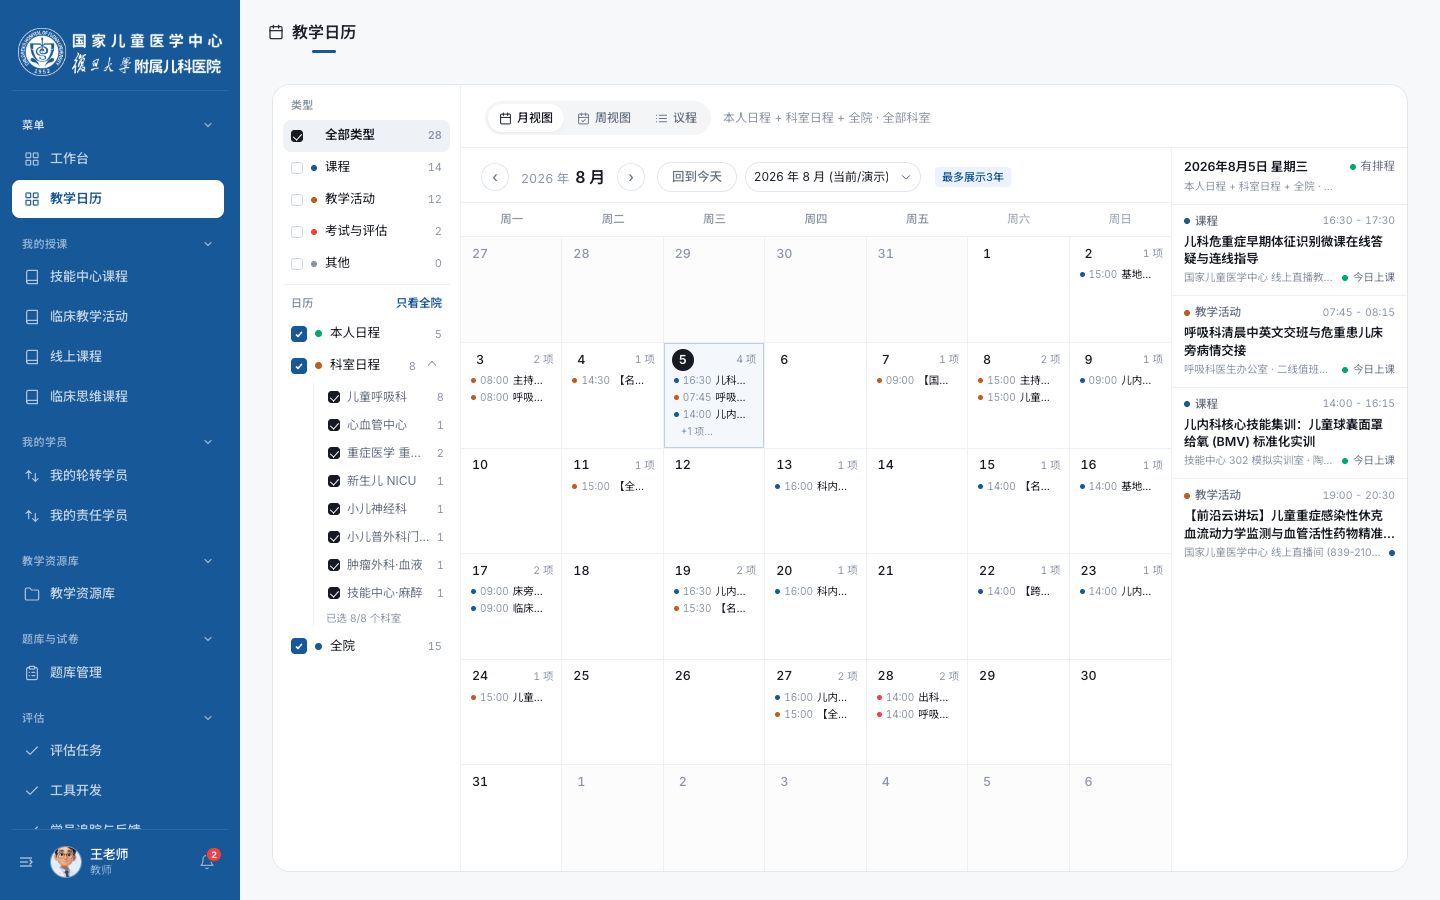 国家儿童医学中心
復旦大学附属儿科医院
1952
菜单
工作台
教学日历
我的授课
技能中心课程
临床教学活动
线上课程
临床思维课程
我的学员
我的轮转学员
我的责任学员
教学资源库
教学资源库
题库与试卷
题库管理
评估
评估任务
工具开发
王老师
教师
2
教学日历
类型
全部类型 28
课程 14
教学活动 12
考试与评估 2
其他 0
日历 只看全院
本人日程 5
科室日程 8
儿童呼吸科 8
心血管中心 1
重症医学 重... 2
新生儿 NICU 1
小儿神经科 1
小儿普外科门... 1
肿瘤外科·血液 1
技能中心·麻醉 1
已选 8/8 个科室
全院 15
月视图 周视图 议程 本人日程 + 科室日程 + 全院 · 全部科室
2026 年 8 月 回到今天 2026 年 8 月 (当前/演示) 最多展示3年
周一 周二 周三 周四 周五 周六 周日
27 28 29 30 31 1 2 1 项
15:00 基地...
3 2 项 4 1 项 5 4 项 6 7 1 项 8 2 项 9 1 项
08:00 主持... 14:30 【名... 16:30 儿科... 09:00 【国... 15:00 主持... 09:00 儿内...
08:00 呼吸... 07:45 呼吸... 15:00 儿童...
14:00 儿内...
+1 项...
10 11 1 项 12 13 1 项 14 15 1 项 16 1 项
15:00 【全... 16:00 科内... 14:00 【名... 14:00 基地...
17 2 项 18 19 2 项 20 1 项 21 22 1 项 23 1 项
09:00 床旁... 16:30 儿内... 16:00 科内... 14:00 【跨... 14:00 儿内...
09:00 临床... 15:30 【名...
24 1 项 25 26 27 2 项 28 2 项 29 30
15:00 儿童... 16:00 儿内... 14:00 出科...
15:00 【全... 14:00 呼吸...
31 1 2 3 4 5 6
2026年8月5日 星期三 有排程
本人日程 + 科室日程 + 全院 · ...
课程 16:30 - 17:30
儿科危重症早期体征识别微课在线答
疑与连线指导
国家儿童医学中心 线上直播教... 今日上课
教学活动 07:45 - 08:15
呼吸科清晨中英文交班与危重患儿床
旁病情交接
呼吸科医生办公室 · 二线值班... 今日上课
课程 14:00 - 16:15
儿内科核心技能集训：儿童球囊面罩
给氧 (BMV) 标准化实训
技能中心 302 模拟实训室 · 陶... 今日上课
教学活动 19:00 - 20:30
【前沿云讲坛】儿童重症感染性休克
血流动力学监测与血管活性药物精准...
国家儿童医学中心 线上直播间 (839-210...